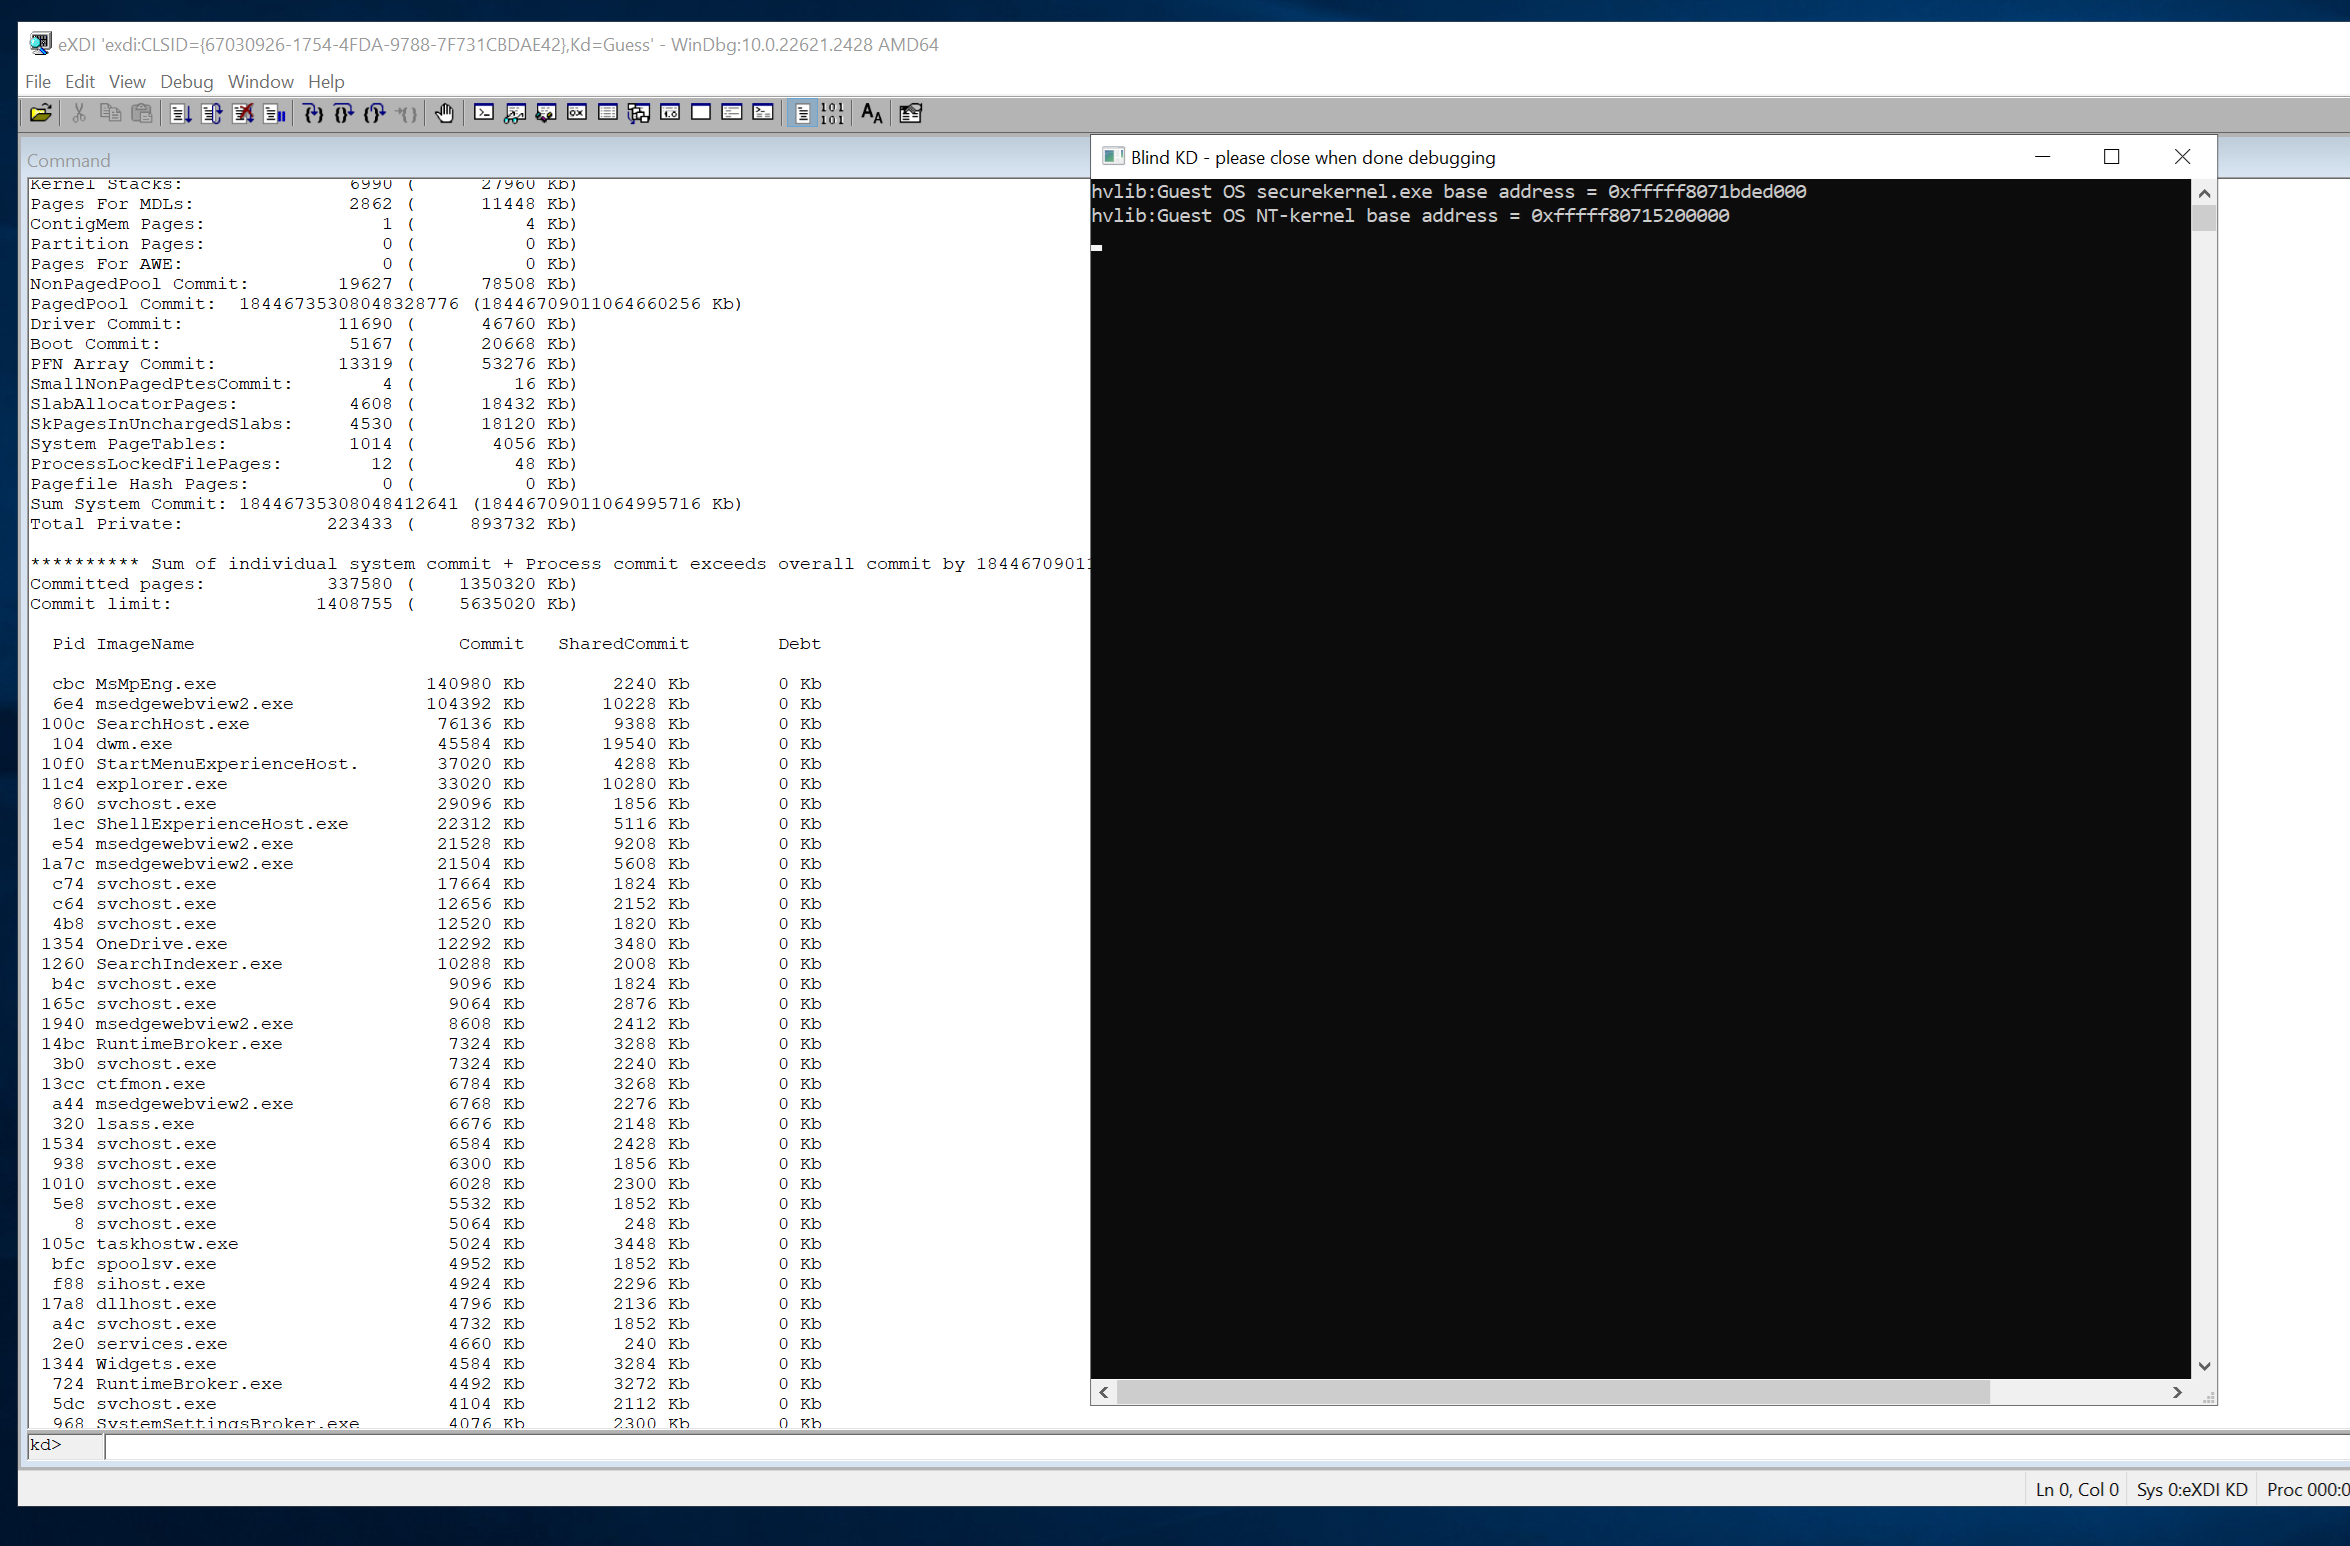 eXDI 'exdi:CLSID={67030926-1754-4FDA-9788-7F731CBDAE42},Kd=Guess' - WinDbg:10.0.22621.2428 AMD64
File Edit View Debug Window Help
Command
Kernel Stacks: 6990 ( 27960 Kb)
Pages For MDLs: 2862 ( 11448 Kb)
ContigMem Pages: 1 ( 4 Kb)
Partition Pages: 0 ( 0 Kb)
Pages For AWE: 0 ( 0 Kb)
NonPagedPool Commit: 19627 ( 78508 Kb)
PagedPool Commit: 18446735308048328776 (18446709011064660256 Kb)
Driver Commit: 11690 ( 46760 Kb)
Boot Commit: 5167 ( 20668 Kb)
PFN Array Commit: 13319 ( 53276 Kb)
SmallNonPagedPtesCommit: 4 ( 16 Kb)
SlabAllocatorPages: 4608 ( 18432 Kb)
SkPagesInUnchargedSlabs: 4530 ( 18120 Kb)
System PageTables: 1014 ( 4056 Kb)
ProcessLockedFilePages: 12 ( 48 Kb)
Pagefile Hash Pages: 0 ( 0 Kb)
Sum System Commit: 18446735308048412641 (18446709011064995716 Kb)
Total Private: 223433 ( 893732 Kb)
********** Sum of individual system commit + Process commit exceeds overall commit by 1844670901
Committed pages: 337580 ( 1350320 Kb)
Commit limit: 1408755 ( 5635020 Kb)
Pid ImageName Commit SharedCommit Debt
cbc MsMpEng.exe 140980 Kb 2240 Kb 0 Kb
6e4 msedgewebview2.exe 104392 Kb 10228 Kb 0 Kb
100c SearchHost.exe 76136 Kb 9388 Kb 0 Kb
104 dwm.exe 45584 Kb 19540 Kb 0 Kb
10f0 StartMenuExperienceHost. 37020 Kb 4288 Kb 0 Kb
11c4 explorer.exe 33020 Kb 10280 Kb 0 Kb
860 svchost.exe 29096 Kb 1856 Kb 0 Kb
1ec ShellExperienceHost.exe 22312 Kb 5116 Kb 0 Kb
e54 msedgewebview2.exe 21528 Kb 9208 Kb 0 Kb
1a7c msedgewebview2.exe 21504 Kb 5608 Kb 0 Kb
c74 svchost.exe 17664 Kb 1824 Kb 0 Kb
c64 svchost.exe 12656 Kb 2152 Kb 0 Kb
4b8 svchost.exe 12520 Kb 1820 Kb 0 Kb
1354 OneDrive.exe 12292 Kb 3480 Kb 0 Kb
1260 SearchIndexer.exe 10288 Kb 2008 Kb 0 Kb
b4c svchost.exe 9096 Kb 1824 Kb 0 Kb
165c svchost.exe 9064 Kb 2876 Kb 0 Kb
1940 msedgewebview2.exe 8608 Kb 2412 Kb 0 Kb
14bc RuntimeBroker.exe 7324 Kb 3288 Kb 0 Kb
3b0 svchost.exe 7324 Kb 2240 Kb 0 Kb
13cc ctfmon.exe 6784 Kb 3268 Kb 0 Kb
a44 msedgewebview2.exe 6768 Kb 2276 Kb 0 Kb
320 lsass.exe 6676 Kb 2148 Kb 0 Kb
1534 svchost.exe 6584 Kb 2428 Kb 0 Kb
938 svchost.exe 6300 Kb 1856 Kb 0 Kb
1010 svchost.exe 6028 Kb 2300 Kb 0 Kb
5e8 svchost.exe 5532 Kb 1852 Kb 0 Kb
8 svchost.exe 5064 Kb 248 Kb 0 Kb
105c taskhostw.exe 5024 Kb 3448 Kb 0 Kb
bfc spoolsv.exe 4952 Kb 1852 Kb 0 Kb
f88 sihost.exe 4924 Kb 2296 Kb 0 Kb
17a8 dllhost.exe 4796 Kb 2136 Kb 0 Kb
a4c svchost.exe 4732 Kb 1852 Kb 0 Kb
2e0 services.exe 4660 Kb 240 Kb 0 Kb
1344 Widgets.exe 4584 Kb 3284 Kb 0 Kb
724 RuntimeBroker.exe 4492 Kb 3272 Kb 0 Kb
5dc svchost.exe 4104 Kb 2112 Kb 0 Kb
968 SystemSettingsBroker.exe 4076 Kb 2300 Kb 0 Kb
kd>
Blind KD - please close when done debugging
hvlib:Guest OS securekernel.exe base address = 0xfffff8071bded000
hvlib:Guest OS NT-kernel base address = 0xfffff80715200000
Ln 0, Col 0 Sys 0:eXDI KD Proc 000:0